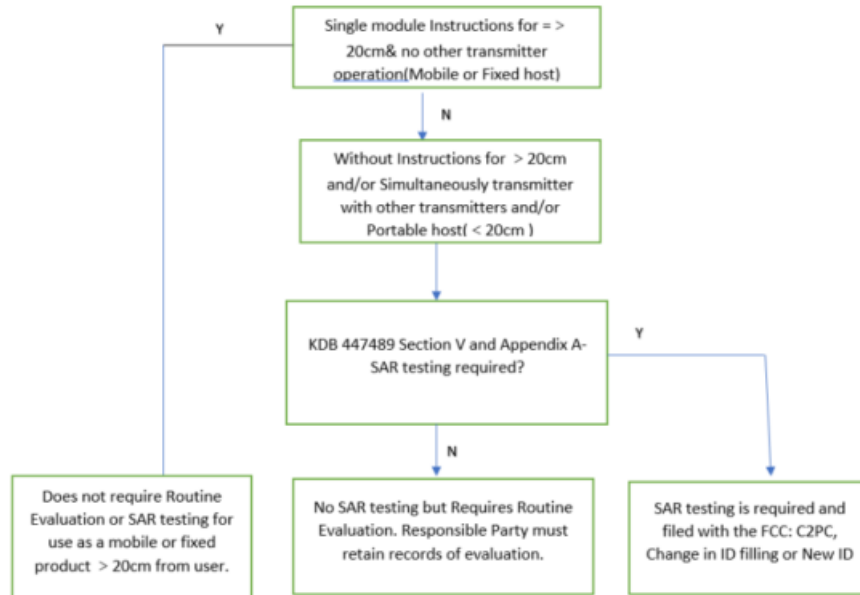 Y
Single module Instructions for = >
20cm& no other transmitter
operation(Mobile or Fixed host)
N
Without Instructions for > 20cm
and/or Simultaneously transmitter
with other transmitters and/or
Portable host( < 20cm )
KDB 447489 Section V and Appendix A-
SAR testing required?
Y
N
Does not require Routine
Evaluation or SAR testing for
use as a mobile or fixed
product > 20cm from user.
No SAR testing but Requires Routine
Evaluation. Responsible Party must
retain records of evaluation.
SAR testing is required and
filed with the FCC: C2PC,
Change in ID filling or New ID